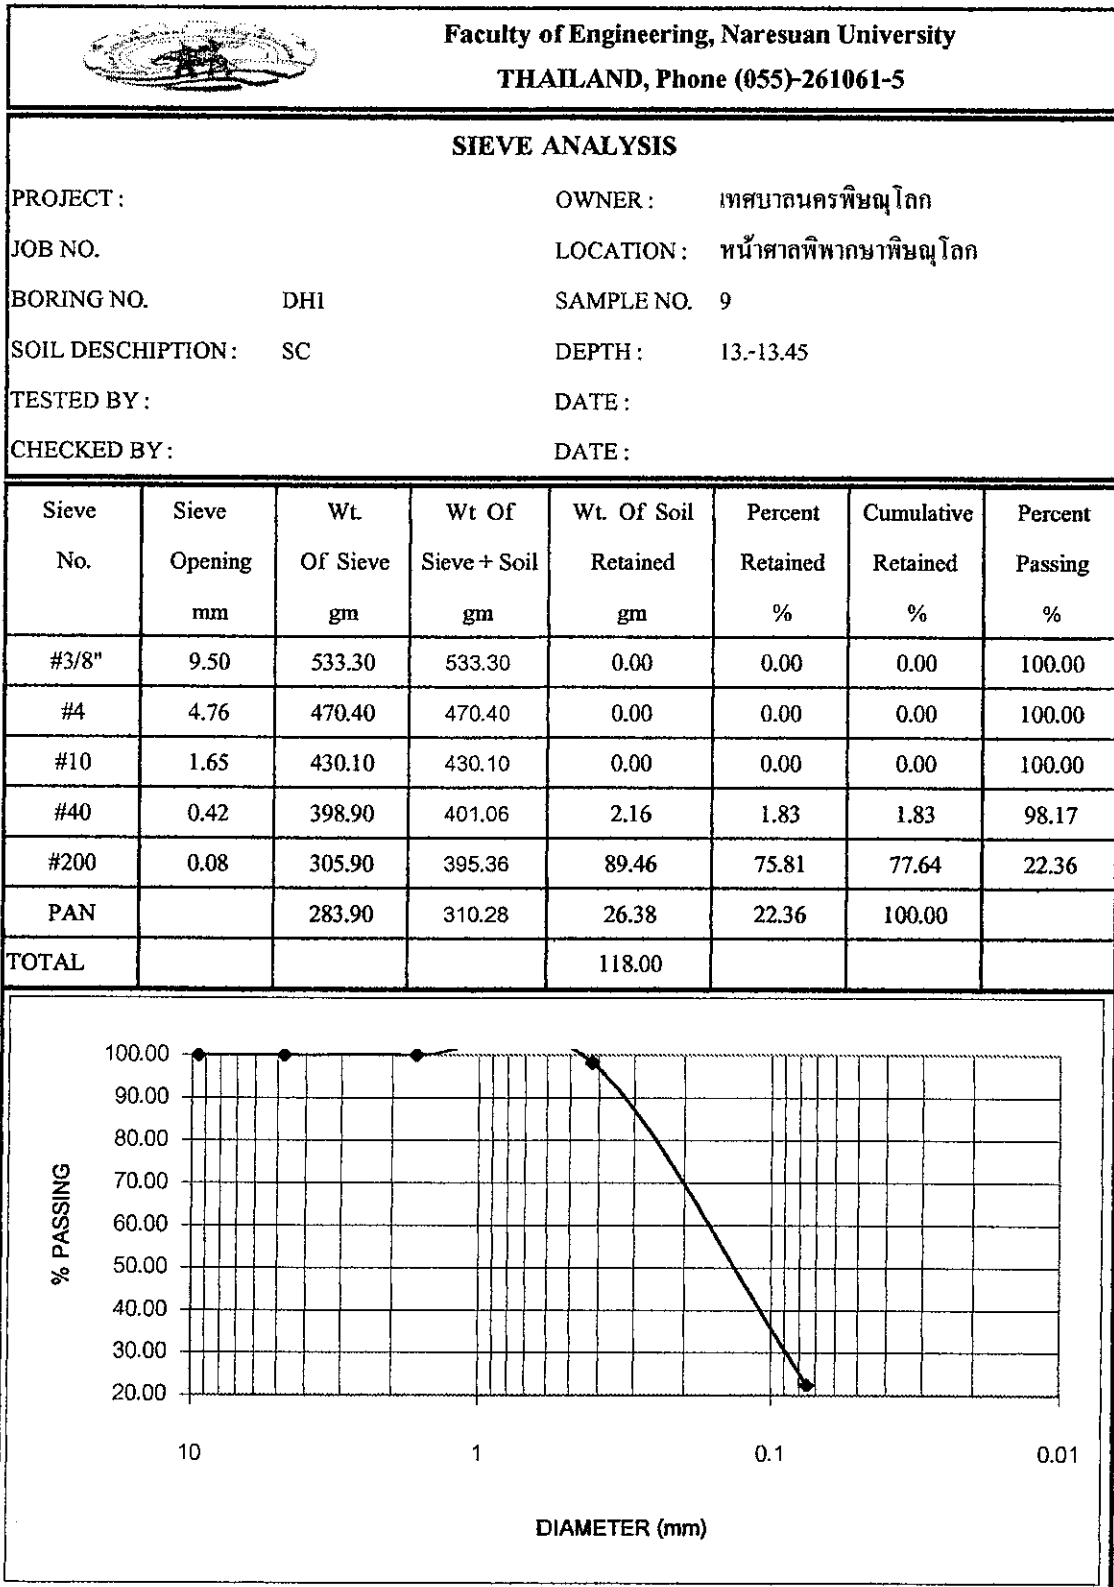 Faculty of Engineering, Naresuan University
THAILAND, Phone (055)-261061-5
SIEVE ANALYSIS
PROJECT : OWNER : เทศบาลนครพิษณุโลก
JOB NO. LOCATION : หน้าศาลพิพากษาพิษณุโลก
BORING NO. DH1 SAMPLE NO. 9
SOIL DESCHIPTION : SC DEPTH : 13.-13.45
TESTED BY : DATE :
CHECKED BY : DATE :
Sieve Sieve Wt. Wt Of Wt. Of Soil Percent Cumulative Percent
No. Opening Of Sieve Sieve + Soil Retained Retained Retained Passing
mm gm gm gm % % %
#3/8" 9.50 533.30 533.30 0.00 0.00 0.00 100.00
#4 4.76 470.40 470.40 0.00 0.00 0.00 100.00
#10 1.65 430.10 430.10 0.00 0.00 0.00 100.00
#40 0.42 398.90 401.06 2.16 1.83 1.83 98.17
#200 0.08 305.90 395.36 89.46 75.81 77.64 22.36
PAN 283.90 310.28 26.38 22.36 100.00
TOTAL 118.00
100.00
90.00
80.00
70.00
60.00
50.00
40.00
30.00
20.00
% PASSING
10 1 0.1 0.01
DIAMETER (mm)